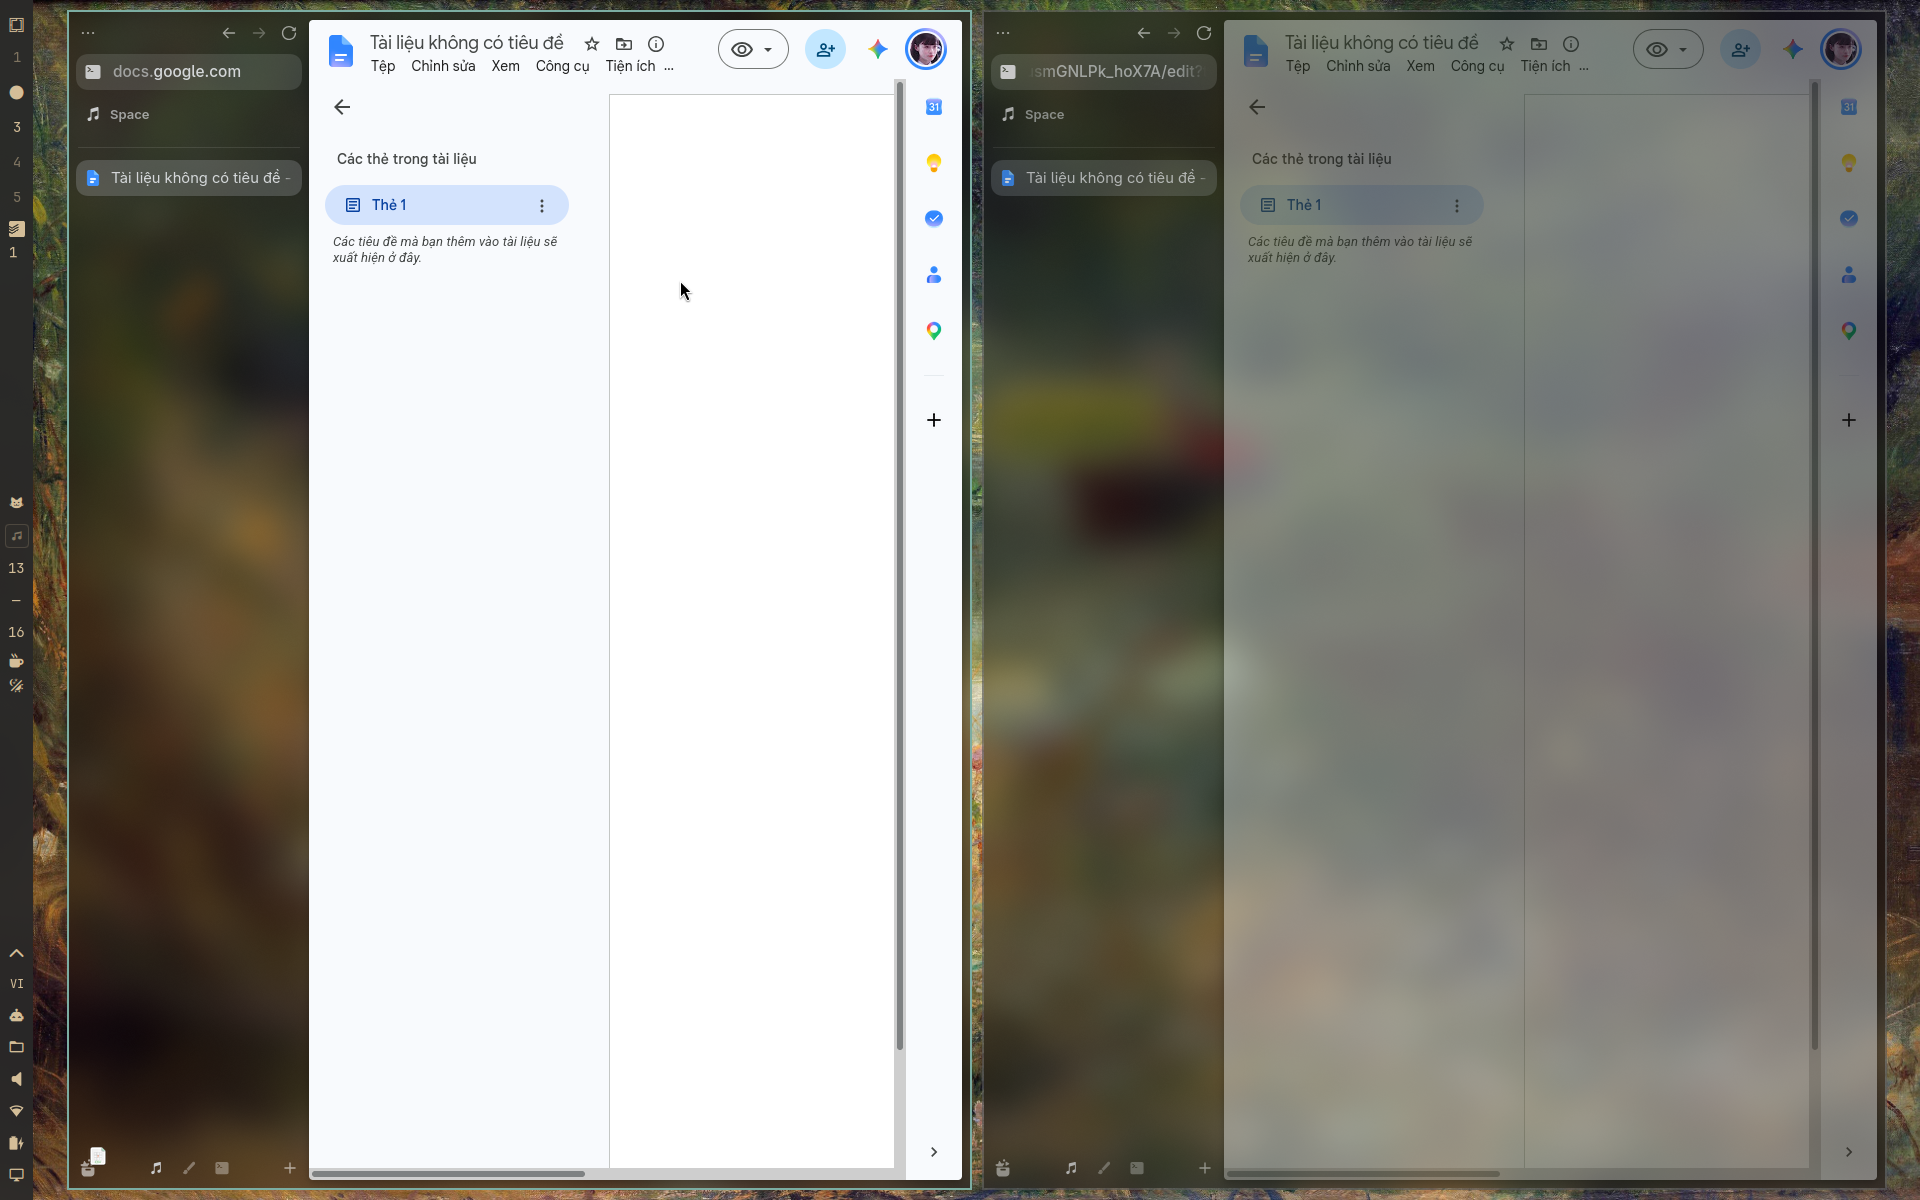 1
3
4
5
1
13
16
VI
docs.google.com
Space
Tài liệu không có tiêu đề -
Tài liệu không có tiêu đề
Tệp Chỉnh sửa Xem Công cụ Tiện ích ...
31
Các thẻ trong tài liệu
Thẻ 1
Các tiêu đề mà bạn thêm vào tài liệu sẽ
xuất hiện ở đây.
smGNLPk_hoX7A/edit?
Space
Tài liệu không có tiêu đề -
Tài liệu không có tiêu đề
Tệp Chỉnh sửa Xem Công cụ Tiện ích ...
31
Các thẻ trong tài liệu
Thẻ 1
Các tiêu đề mà bạn thêm vào tài liệu sẽ
xuất hiện ở đây.